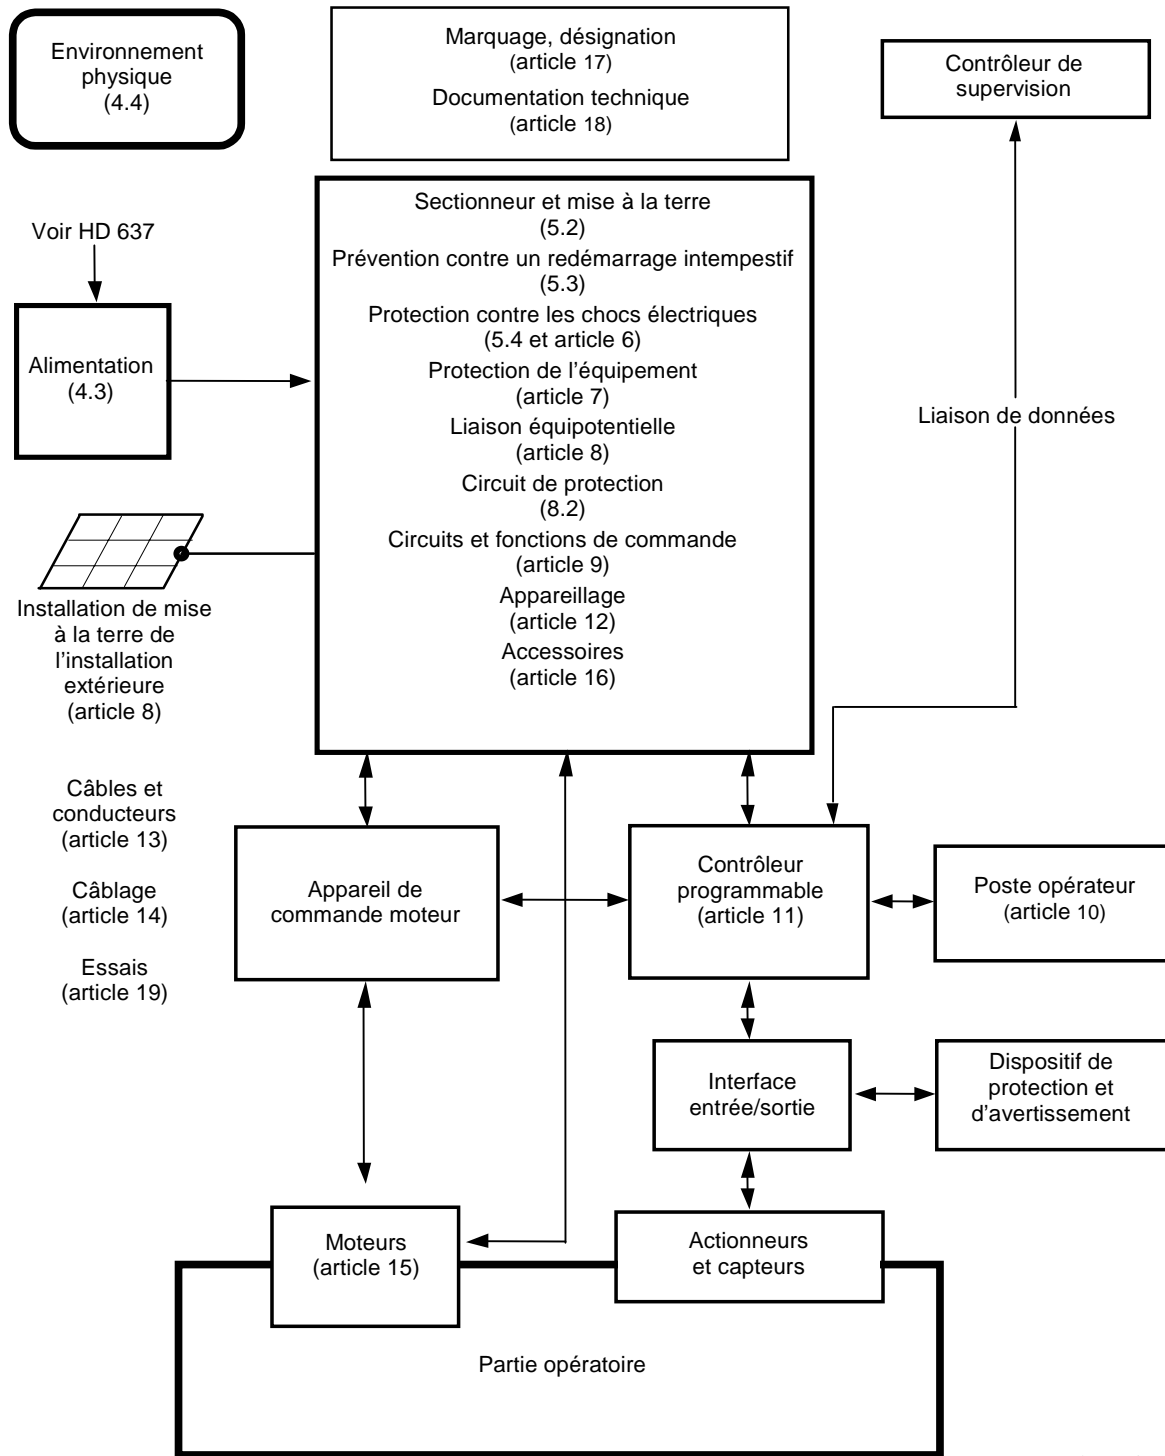 Environnement
physique
(4.4)
Marquage, désignation
(article 17)
Documentation technique
(article 18)
Contrôleur de
supervision
Voir HD 637
Alimentation
(4.3)
Sectionneur et mise à la terre
(5.2)
Prévention contre un redémarrage intempestif
(5.3)
Protection contre les chocs électriques
(5.4 et article 6)
Protection de l'équipement
(article 7)
Liaison équipotentielle
(article 8)
Circuit de protection
(8.2)
Circuits et fonctions de commande
(article 9)
Appareillage
(article 12)
Accessoires
(article 16)
Liaison de données
Installation de mise
à la terre de
l'installation
extérieure
(article 8)
Câbles et
conducteurs
(article 13)
Câblage
(article 14)
Essais
(article 19)
Appareil de
commande moteur
Contrôleur
programmable
(article 11)
Poste opérateur
(article 10)
Interface
entrée/sortie
Dispositif de
protection et
d'avertissement
Moteurs
(article 15)
Actionneurs
et capteurs
Partie opératoire